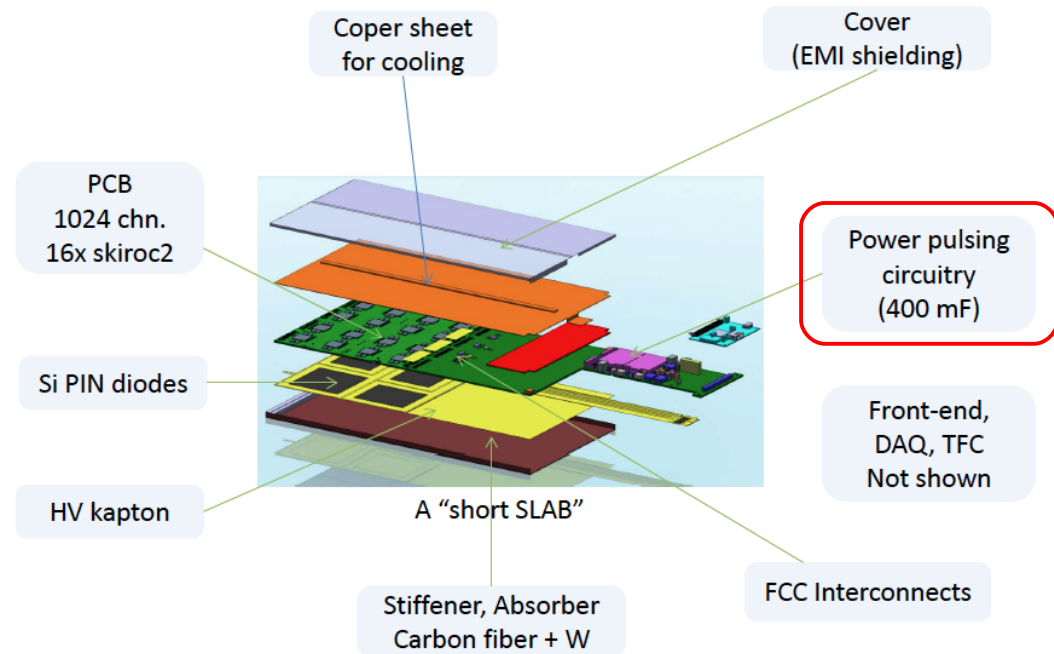 Coper sheet
for cooling
Cover
(EMI shielding)
PCB
1024 chn.
16x skiroc2
Power pulsing
circuitry
(400 mF)
Si PIN diodes
Front-end,
DAQ, TFC
Not shown
HV kapton
A “short SLAB”
Stiffener, Absorber
Carbon fiber + W
FCC Interconnects